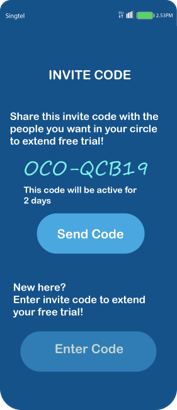 Singtel 2.53PM
INVITE CODE
Share this invite code with the
people you want in your circle
to extend free trial!
OCO-QCB19
This code will be active for
2 days
Send Code
New here?
Enter invite code to extend
your free trial!
Enter Code